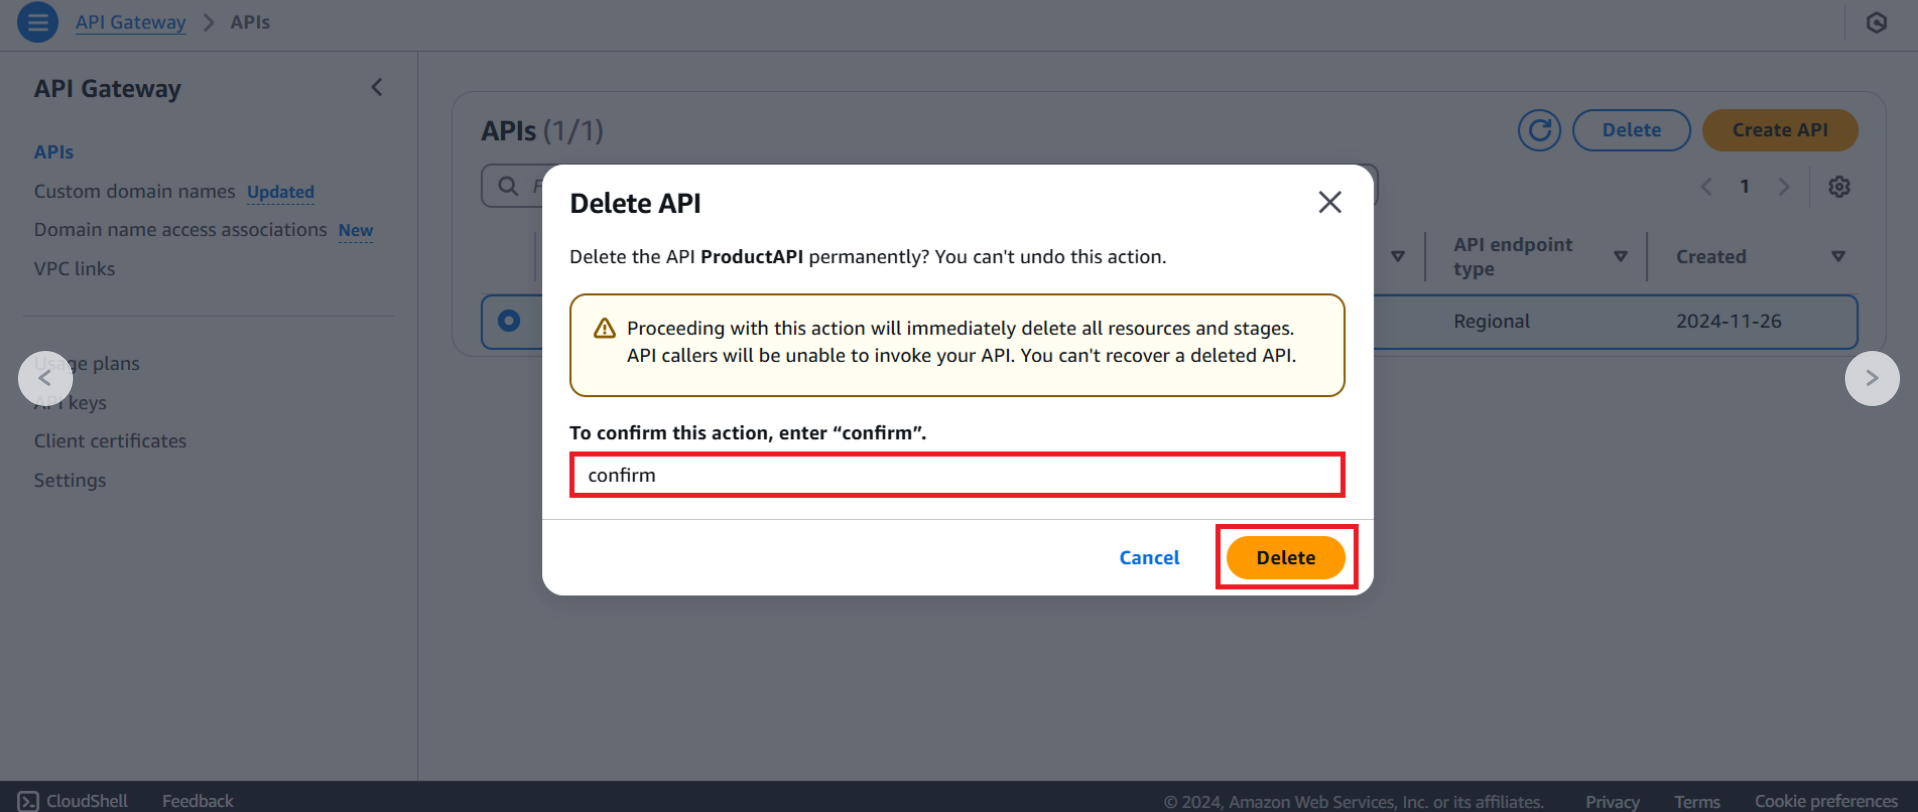 API Gateway > APIs
API Gateway
APIs
Custom domain names Updated
Domain name access associations New
VPC links
Usage plans
API keys
Client certificates
Settings
APIs (1/1)
Delete
Create API
1
API endpoint
type
Created
Regional
2024-11-26
Delete API
Delete the API ProductAPI permanently? You can't undo this action.
Proceeding with this action will immediately delete all resources and stages.
API callers will be unable to invoke your API. You can't recover a deleted API.
To confirm this action, enter “confirm”.
confirm
Cancel
Delete
CloudShell Feedback © 2024, Amazon Web Services, Inc. or its affiliates. Privacy Terms Cookie preferences